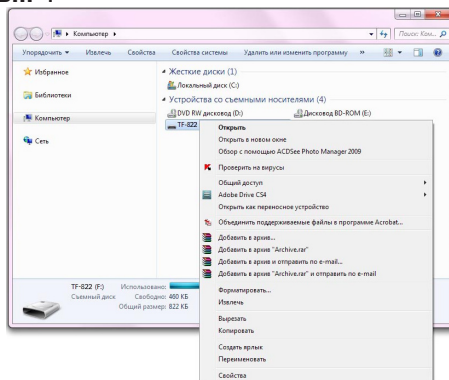 Компьютер
Поиск: Ком...
Упорядочить
Извлечь
Свойства
Свойства системы
Удалить или изменить программу
»
Избранное
Библиотеки
Компьютер
Сеть
Жесткие диски (1)
Локальный диск (C:)
Устройства со съемными носителями (4)
DVD RW дисковод (D:)
Дисковод BD-ROM (E:)
TF-822
Открыть
Открыть в новом окне
Обзор с помощью ACDSee Photo Manager 2009
Проверить на вирусы
Общий доступ
Adobe Drive CS4
Открыть как переносное устройство
Объединить поддерживаемые файлы в программе Acrobat...
Добавить в архив...
Добавить в архив "Archive.rar"
Добавить в архив и отправить по e-mail...
Добавить в архив "Archive.rar" и отправить по e-mail
Форматировать...
Извлечь
Вырезать
Копировать
Создать ярлык
Переименовать
Свойства
TF-822 (F:)
Использовано:
Съемный диск
Свободно: 460 КБ
Общий размер: 822 КБ